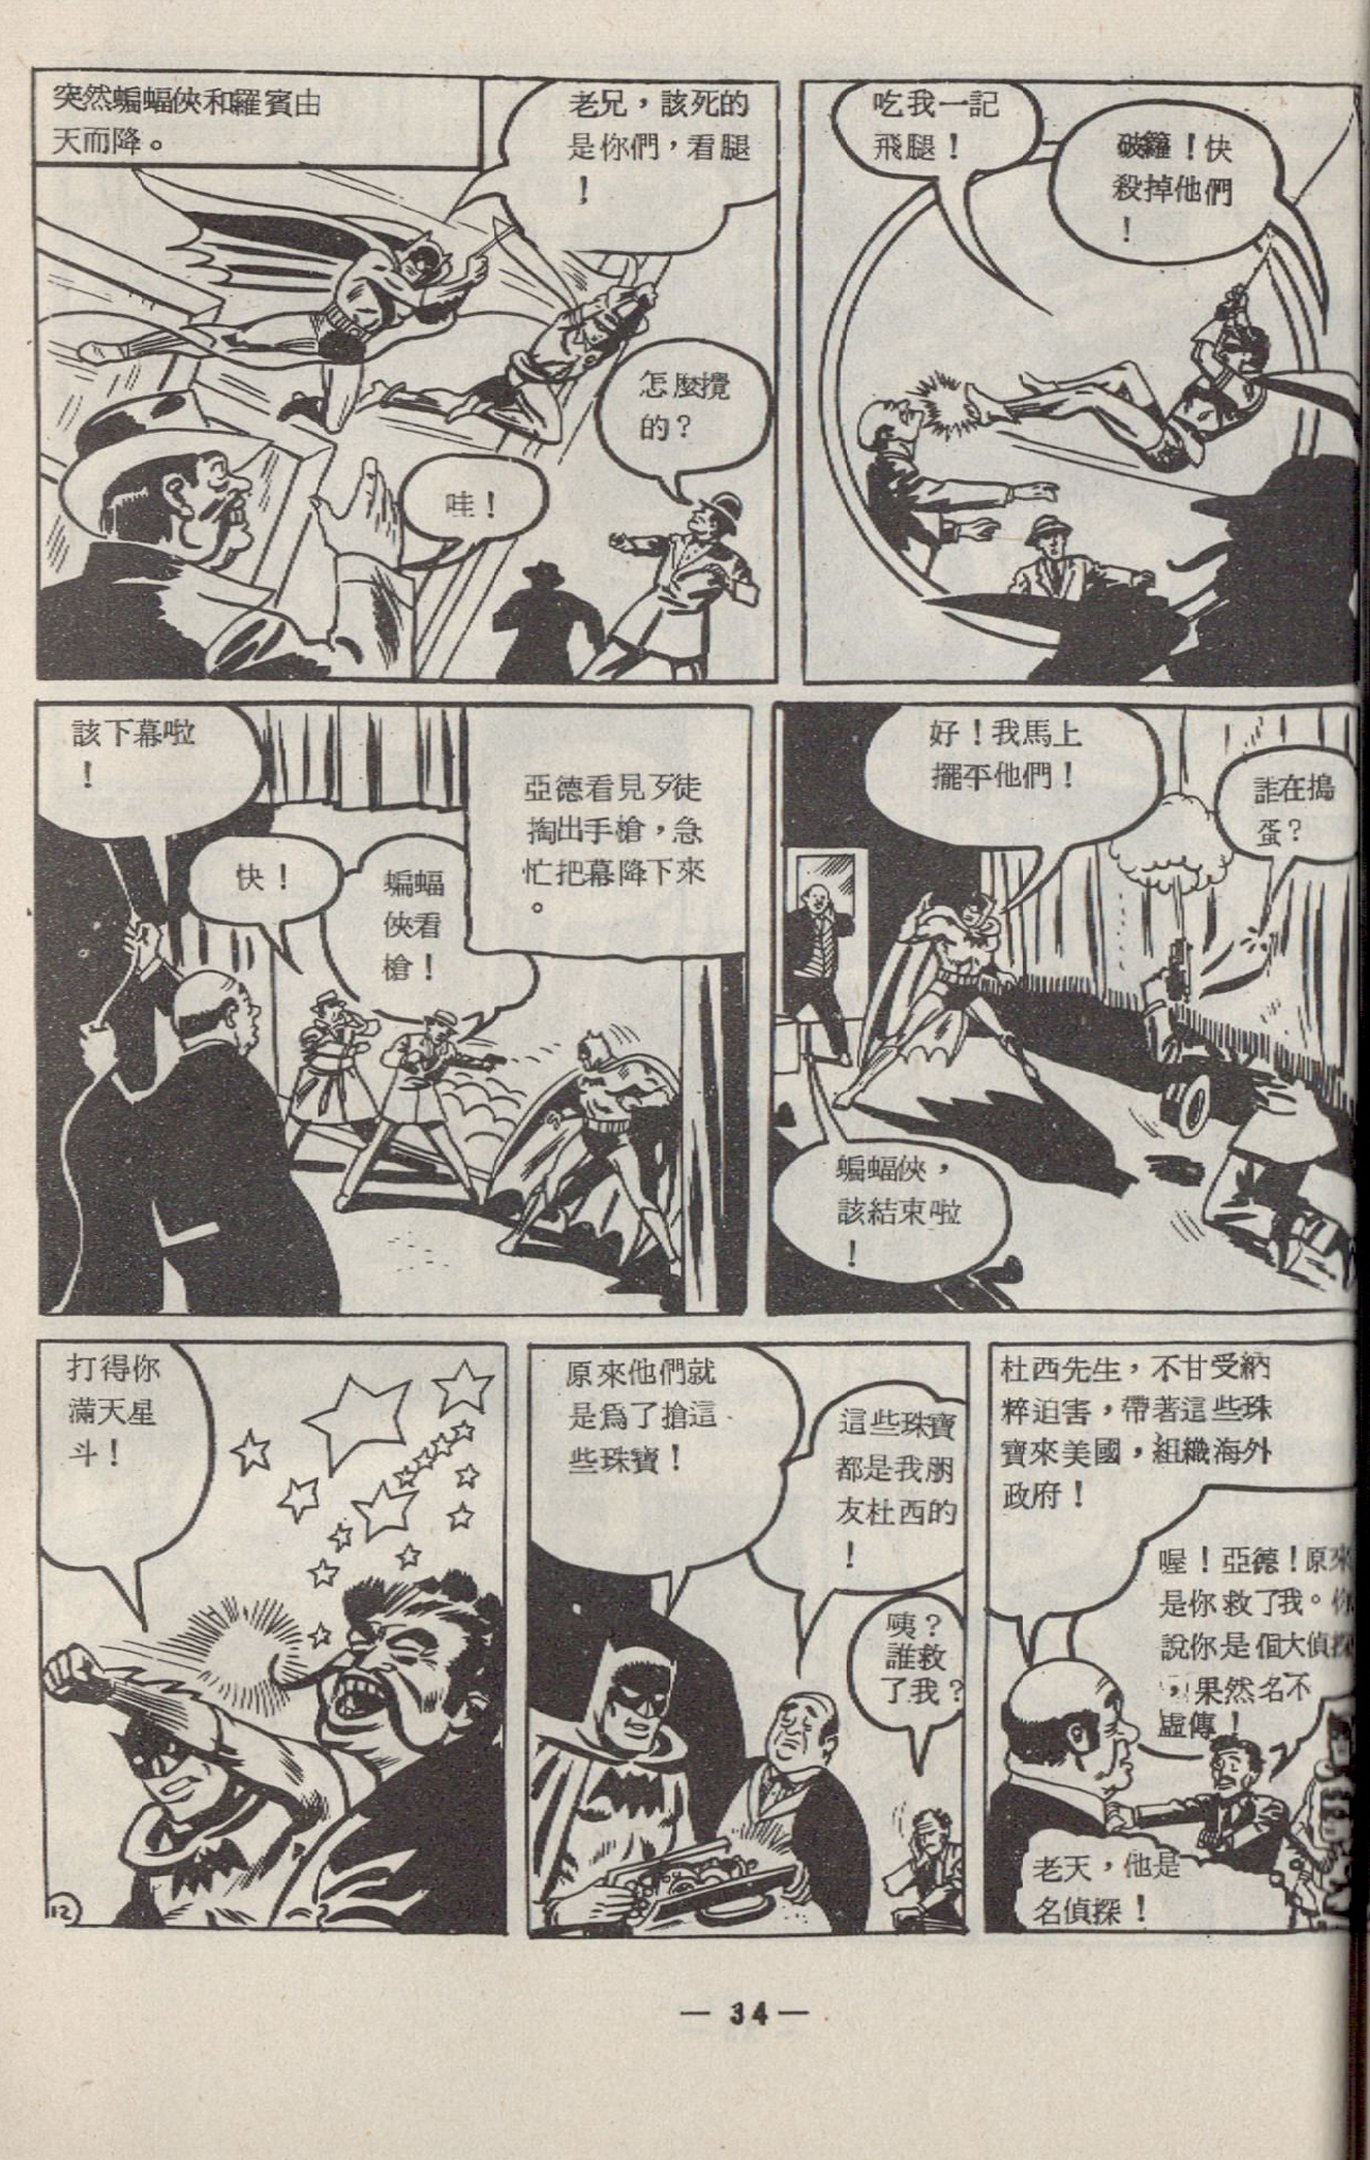 突然蝙蝠俠和羅賓由
天而降。
老兄，該死的
是你們，看腿
！
怎麼攪
的？
哇！
吃我一記
飛腿！
破鑼！快
殺掉他們
！
該下幕啦
！
快！
蝙蝠
俠看
槍！
亞德看見歹徒
掏出手槍，急
忙把幕降下來
。
好！我馬上
擺平他們！
誰在搗
蛋？
蝙蝠俠，
該結束啦
！
打得你
滿天星
斗！
12
原來他們就
是爲了搶這
些珠寶！
這些珠寶
都是我朋
友杜西的
！
咦？
誰救
了我？
杜西先生，不甘受納
粹迫害，帶著這些珠
寶來美國，組織海外
政府！
喔！亞德！原來
是你救了我。你
說你是個大偵探
，果然名不
虛傳！
老天，他是
名偵探！
— 34 —